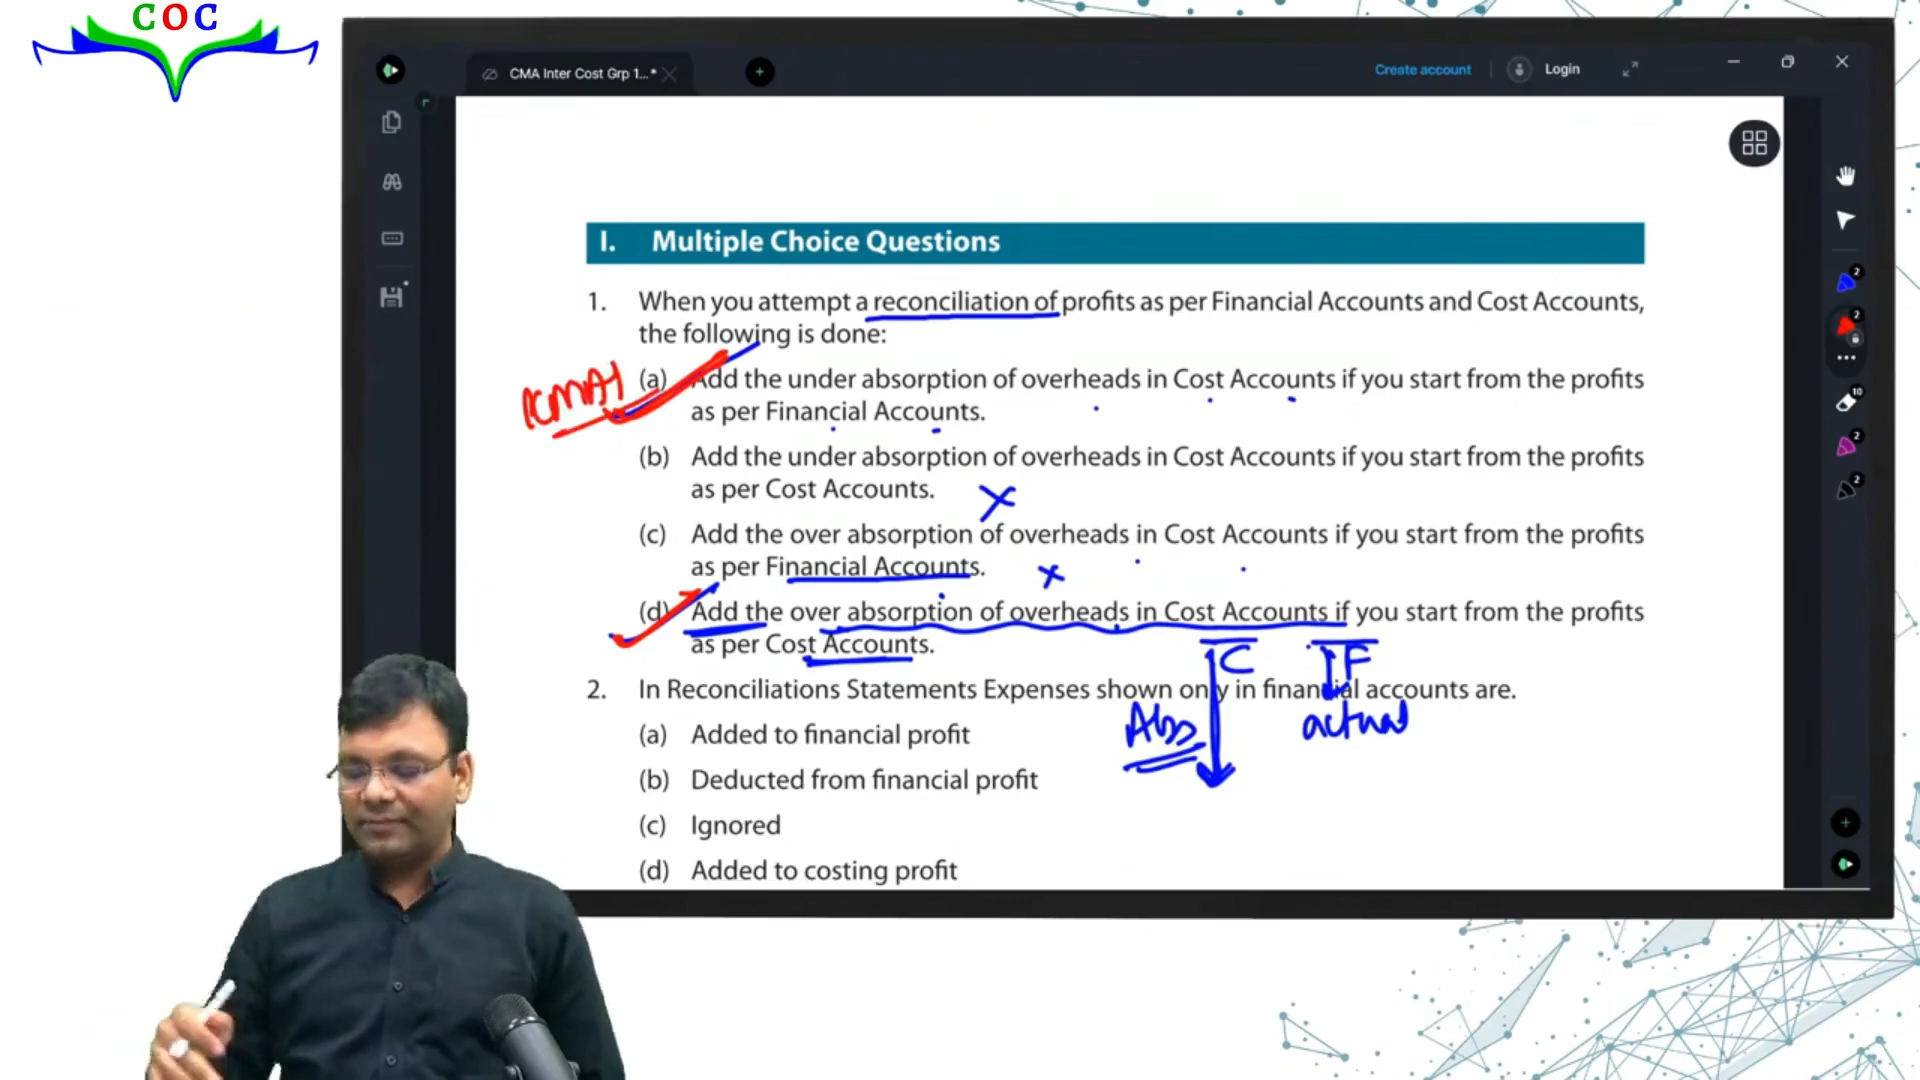 COC
CMA Inter Cost Grp 1...*
Create account
Login
I. Multiple Choice Questions
1. When you attempt a reconciliation of profits as per Financial Accounts and Cost Accounts,
the following is done:
ICMAI
(a) Add the under absorption of overheads in Cost Accounts if you start from the profits
as per Financial Accounts.
(b) Add the under absorption of overheads in Cost Accounts if you start from the profits
as per Cost Accounts.
(c) Add the over absorption of overheads in Cost Accounts if you start from the profits
as per Financial Accounts.
(d) Add the over absorption of overheads in Cost Accounts if you start from the profits
as per Cost Accounts.
C F
2. In Reconciliations Statements Expenses shown only in financial accounts are.
Abs actual
(a) Added to financial profit
(b) Deducted from financial profit
(c) Ignored
(d) Added to costing profit
2
2
10
2
2